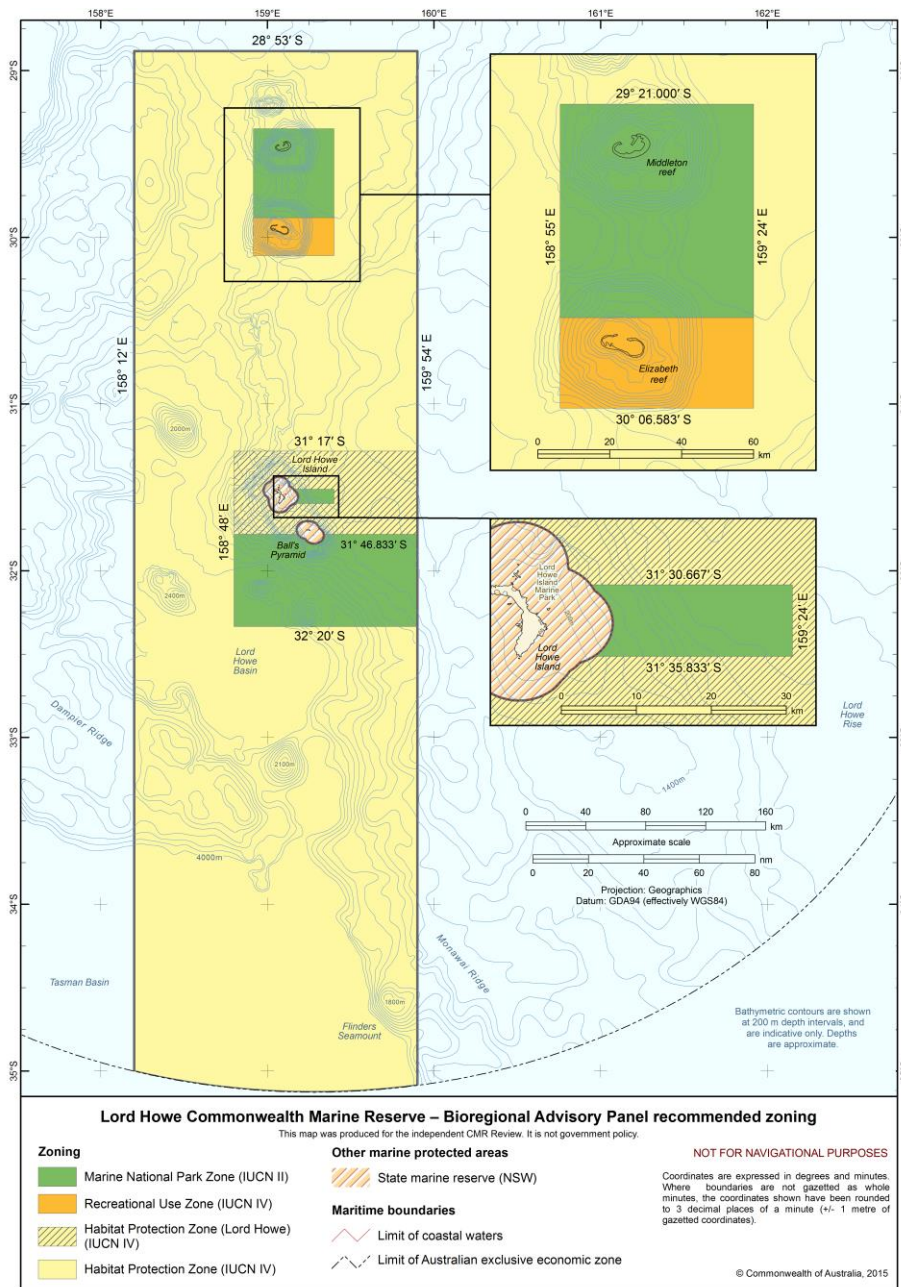 158°E
159°E
160°E
161°E
162°E
28° 53′ S
29°S
30°S
31°S
32°S
33°S
34°S
35°S
29° 21.000′ S
Middleton
reef
158° 55′ E
159° 24′ E
Elizabeth
reef
30° 06.583′ S
0 20 40 60
km
158° 12′ E
159° 54′ E
2000m
31° 17′ S
Lord Howe
Island
158° 48′ E
Ball's
Pyramid
31° 46.833′ S
2400m
32° 20′ S
Lord
Howe
Basin
Lord
Howe
Island
Marine
Park
Lord
Howe
Island
31° 30.667′ S
159° 24′ E
31° 35.833′ S
0 10 20 30
km
Dampier Ridge
2100m
Lord
Howe
Rise
1400m
4000m
0 40 80 120 160
km
Approximate scale
nm
0 20 40 60 80
Projection: Geographics
Datum: GDA94 (effectively WGS84)
Monawai Ridge
Tasman Basin
1800m
Flinders
Seamount
Bathymetric contours are shown
at 200 m depth intervals, and
are indicative only. Depths
are approximate.
Lord Howe Commonwealth Marine Reserve – Bioregional Advisory Panel recommended zoning
This map was produced for the independent CMR Review. It is not government policy.
Zoning
Marine National Park Zone (IUCN II)
Recreational Use Zone (IUCN IV)
Habitat Protection Zone (Lord Howe)
(IUCN IV)
Habitat Protection Zone (IUCN IV)
Other marine protected areas
State marine reserve (NSW)
Maritime boundaries
Limit of coastal waters
Limit of Australian exclusive economic zone
NOT FOR NAVIGATIONAL PURPOSES
Coordinates are expressed in degrees and minutes.
Where boundaries are not gazetted as whole
minutes, the coordinates shown have been rounded
to 3 decimal places of a minute (+/- 1 metre of
gazetted coordinates).
© Commonwealth of Australia, 2015